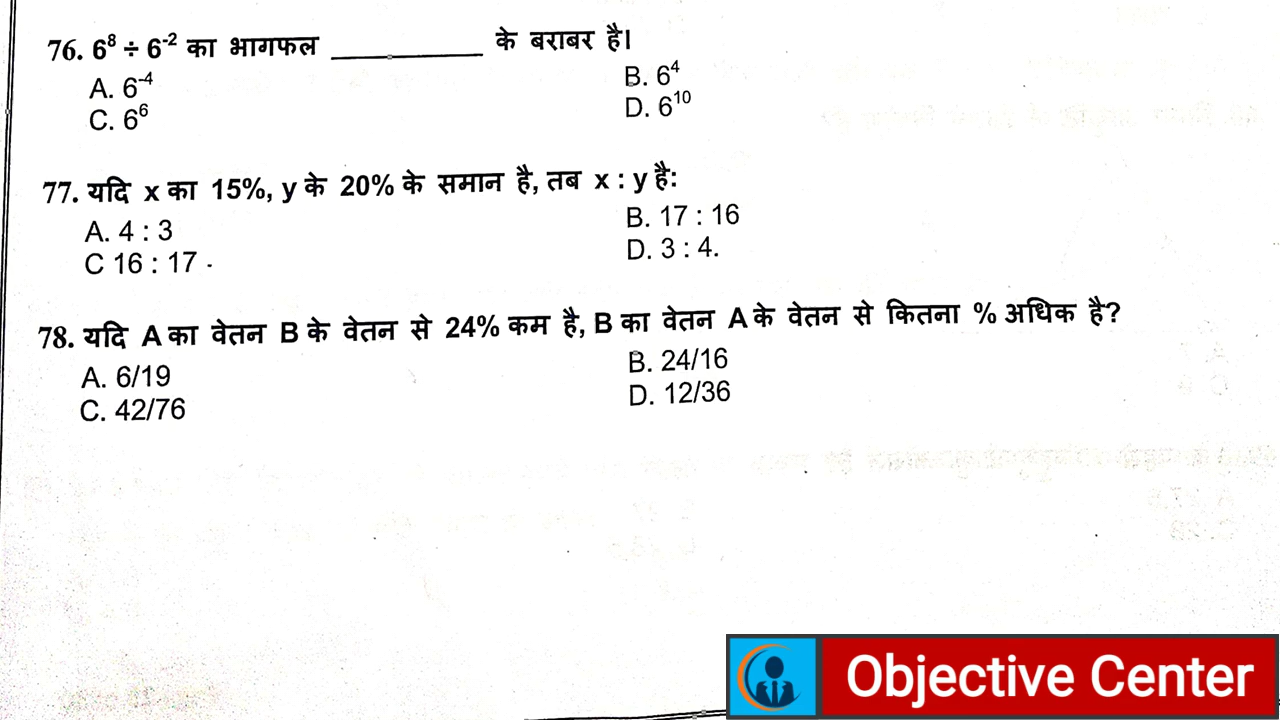 76. 6⁸ ÷ 6⁻² का भागफल __________ के बराबर है।
A. 6⁻⁴ B. 6⁴
C. 6⁶ D. 6¹⁰
77. यदि x का 15%, y के 20% के समान है, तब x : y है:
A. 4 : 3 B. 17 : 16
C 16 : 17 . D. 3 : 4.
78. यदि A का वेतन B के वेतन से 24% कम है, B का वेतन A के वेतन से कितना % अधिक है?
A. 6/19 B. 24/16
C. 42/76 D. 12/36
Objective Center